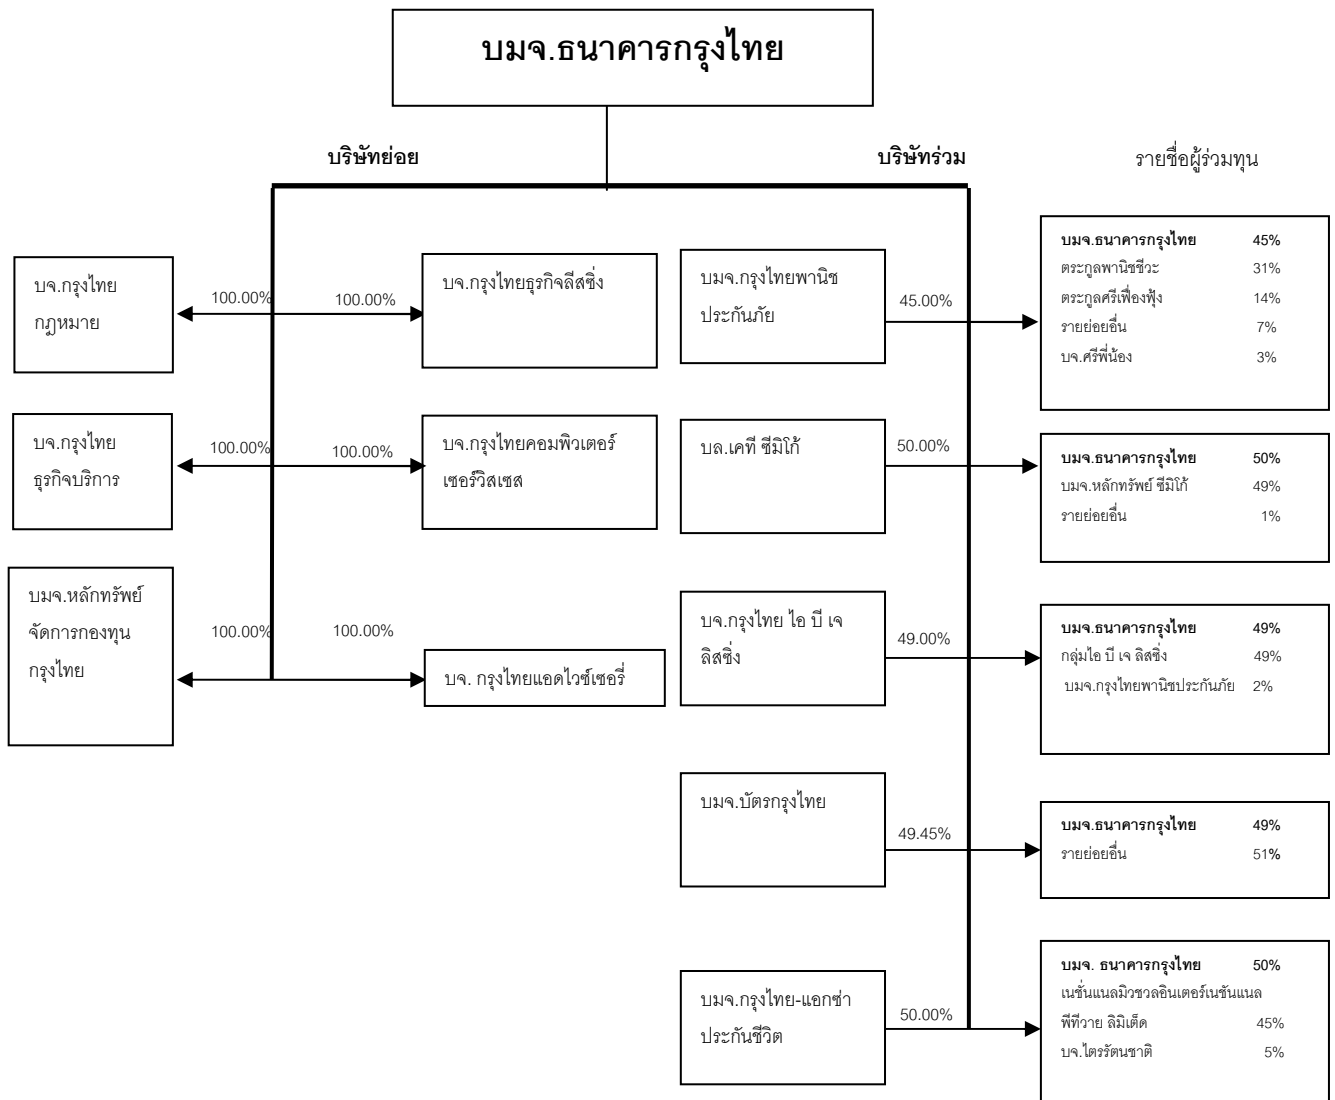 บมจ.ธนาคารกรุงไทย
บริษัทย่อย
บริษัทร่วม
รายชื่อผู้ร่วมทุน
บจ.กรุงไทย
กฎหมาย
100.00%
100.00%
บจ.กรุงไทยธุรกิจลีสซิ่ง
บมจ.กรุงไทยพานิช
ประกันภัย
45.00%
บมจ.ธนาคารกรุงไทย 45%
ตระกูลพานิชชีวะ 31%
ตระกูลศรีเฟื่องฟุ้ง 14%
รายย่อยอื่น 7%
บจ.ศรีพี่น้อง 3%
บจ.กรุงไทย
ธุรกิจบริการ
100.00%
100.00%
บจ.กรุงไทยคอมพิวเตอร์
เซอร์วิสเซส
บล.เคที ซีมิโก้
50.00%
บมจ.ธนาคารกรุงไทย 50%
บมจ.หลักทรัพย์ ซีมิโก้ 49%
รายย่อยอื่น 1%
บมจ.หลักทรัพย์
จัดการกองทุน
กรุงไทย
100.00%
100.00%
บจ. กรุงไทยแอดไวซ์เซอรี่
บจ.กรุงไทย ไอ บี เจ
ลิสซิ่ง
49.00%
บมจ.ธนาคารกรุงไทย 49%
กลุ่มไอ บี เจ ลิสซิ่ง 49%
บมจ.กรุงไทยพานิชประกันภัย 2%
บมจ.บัตรกรุงไทย
49.45%
บมจ.ธนาคารกรุงไทย 49%
รายย่อยอื่น 51%
บมจ.กรุงไทย-แอกซ่า
ประกันชีวิต
50.00%
บมจ. ธนาคารกรุงไทย 50%
เนชั่นแนลมิวชวลอินเตอร์เนชันแนล
พีทีวาย ลิมิเต็ด 45%
บจ.ไตรรัตนชาติ 5%